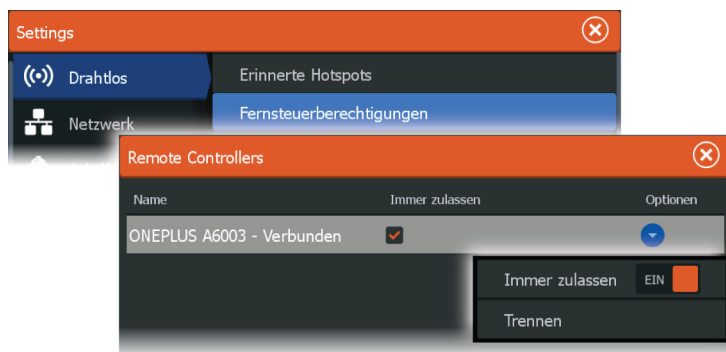 Settings
Drahtlos
Erinnerte Hotspots
Netzwerk
Fernsteuerberechtigungen
Remote Controllers
Name Immer zulassen Optionen
ONEPLUS A6003 - Verbunden
Immer zulassen EIN
Trennen